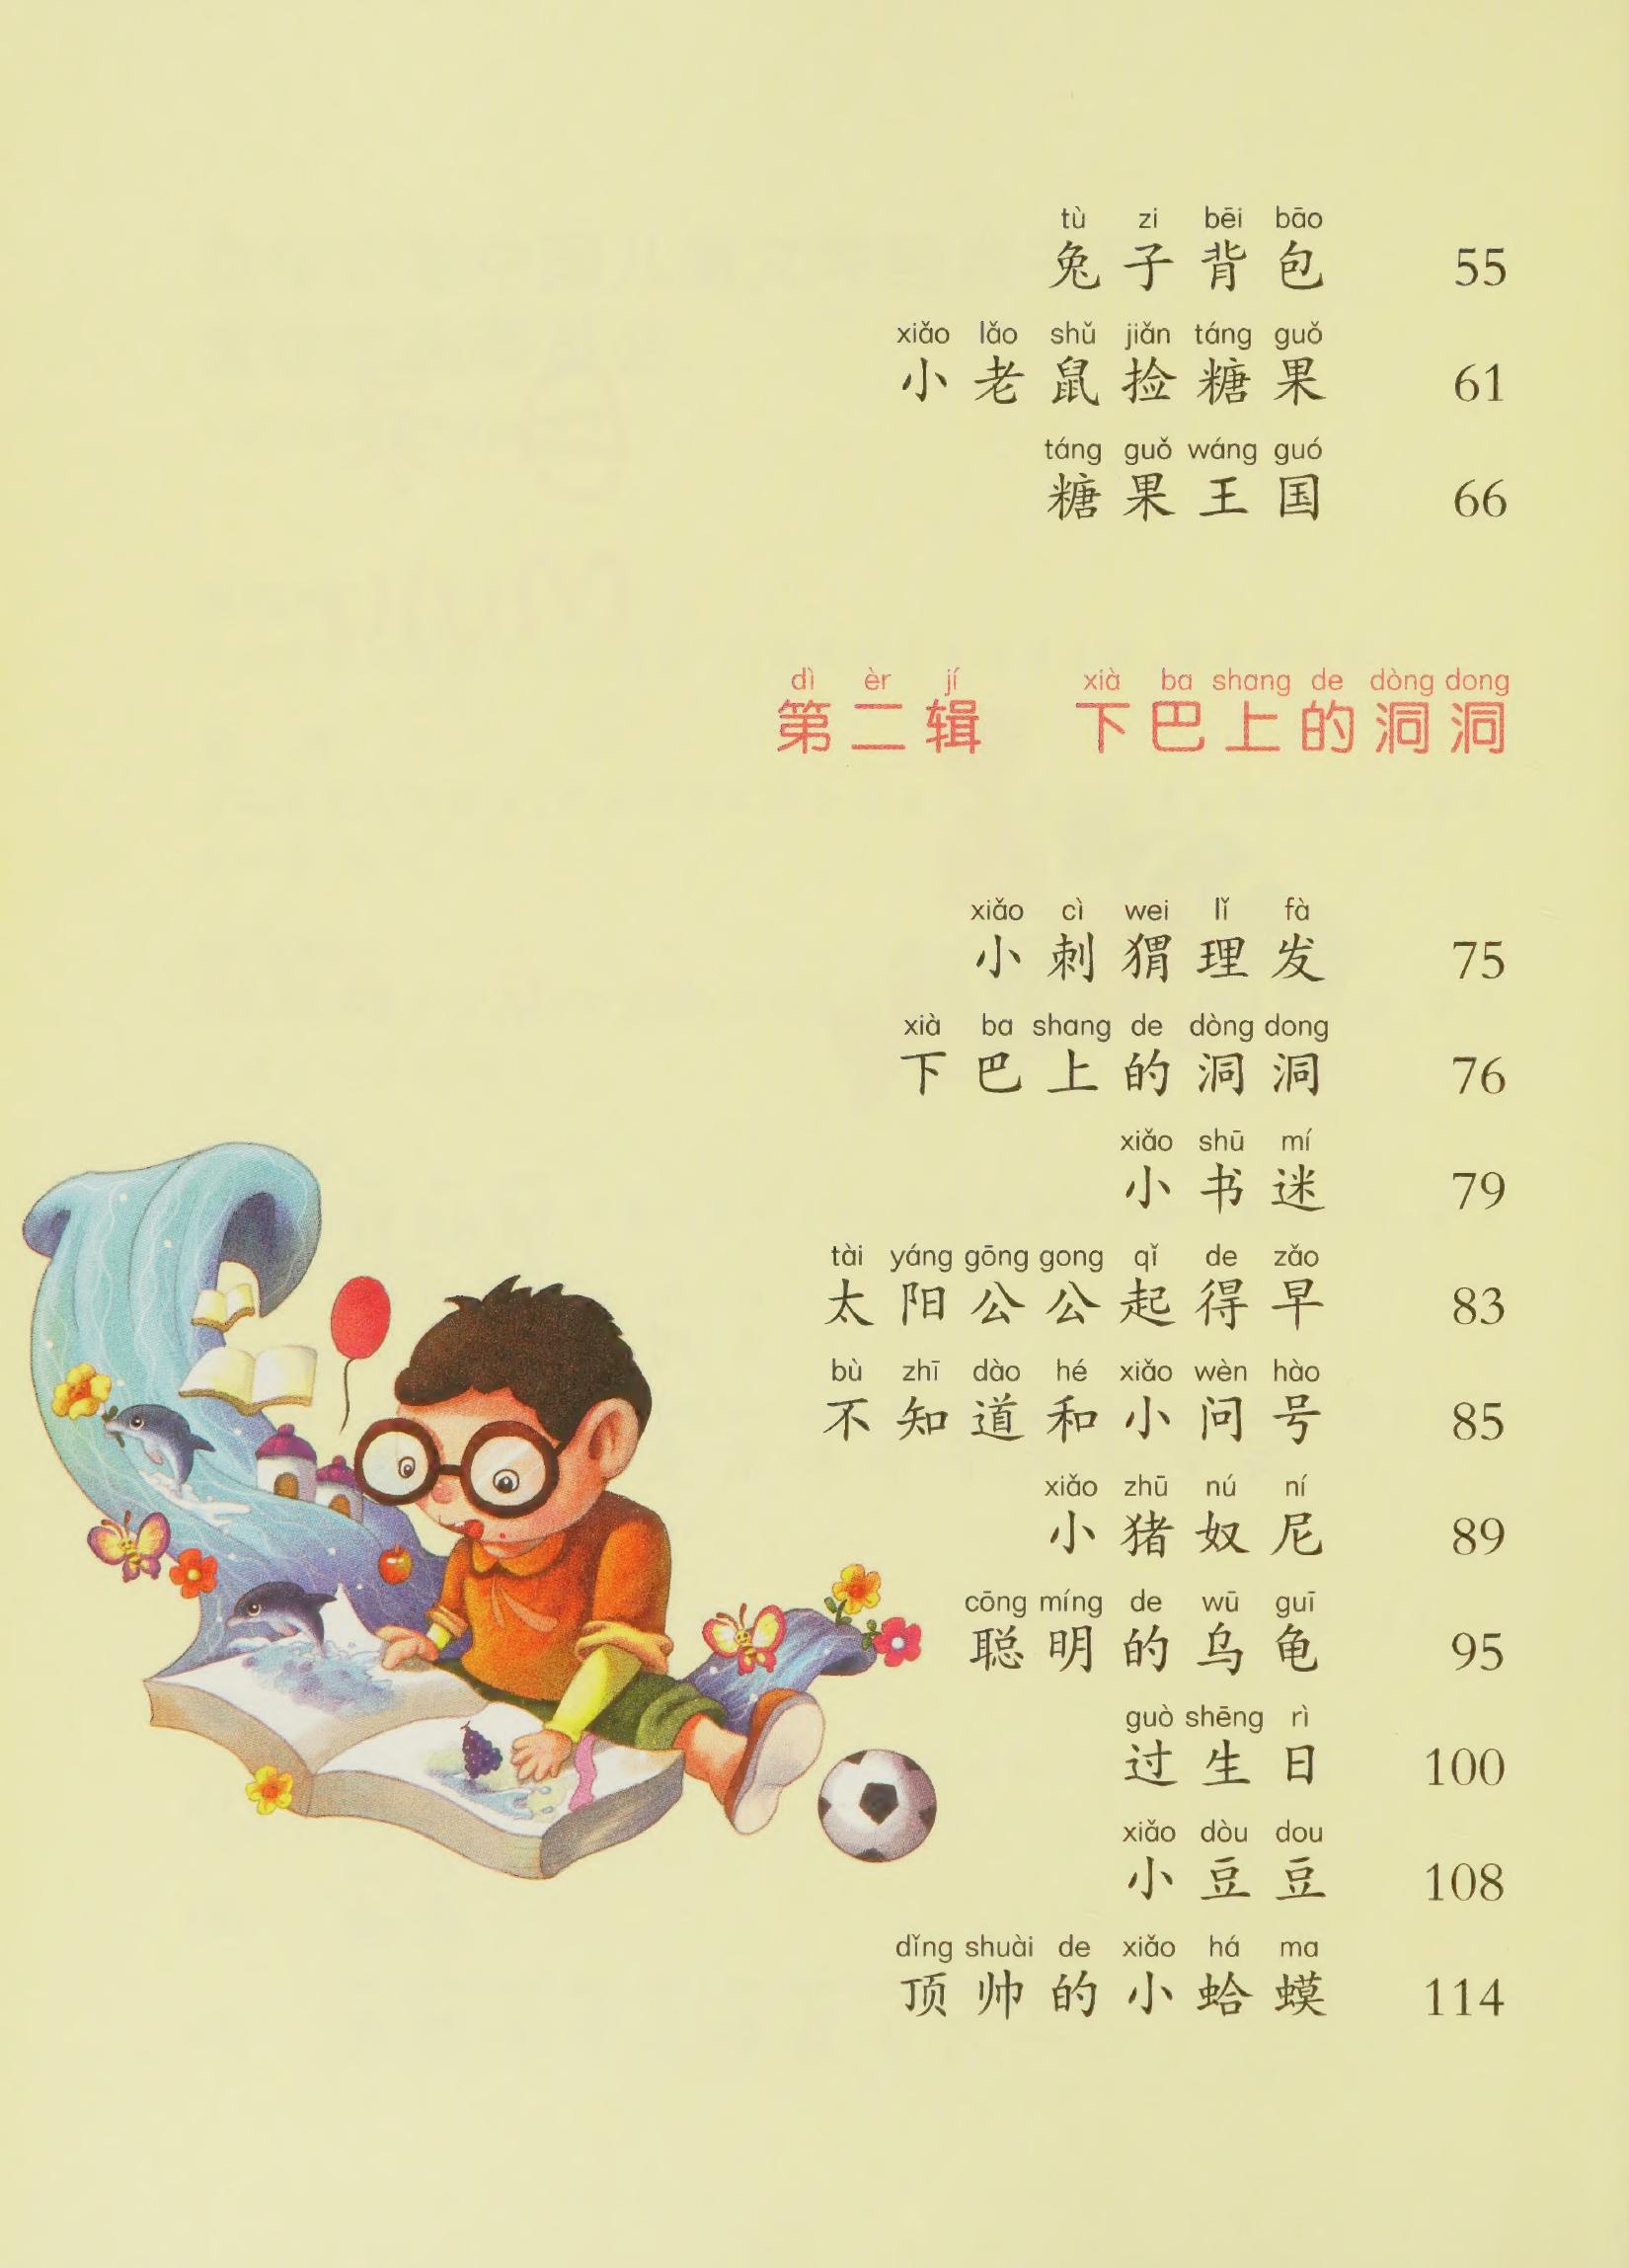 tù zi bēi bāo
兔子背包 55
xiǎo lǎo shǔ jiǎn táng guǒ
小老鼠捡糖果 61
táng guǒ wáng guó
糖果王国 66
dì èr jí xià ba shang de dòng dong
第二辑 下巴上的洞洞
xiǎo cì wei lǐ fà
小刺猬理发 75
xià ba shang de dòng dong
下巴上的洞洞 76
xiǎo shū mí
小书迷 79
tài yáng gōng gong qǐ de zǎo
太阳公公起得早 83
bù zhī dào hé xiǎo wèn hào
不知道和小问号 85
xiǎo zhū nú ní
小猪奴尼 89
cōng míng de wū guī
聪明的乌龟 95
guò shēng rì
过生日 100
xiǎo dòu dou
小豆豆 108
dǐng shuài de xiǎo há ma
顶帅的小蛤蟆 114